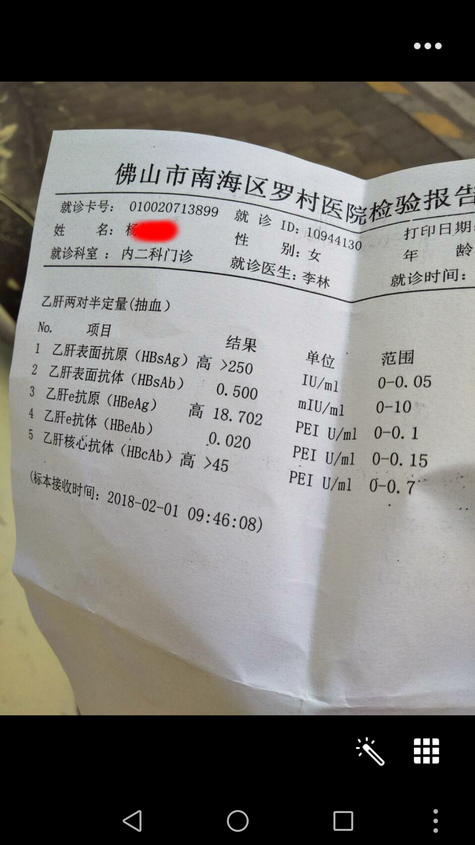 佛山市南海区罗村医院检验报告
就诊卡号: 010020713899 就 诊 ID: 10944130 打印日期:
姓 名: 杨 性 别: 女 年 龄
就诊科室: 内二科门诊 就诊医生: 李林 就诊时间:
乙肝两对半定量(抽血)
No. 项目 结果 单位 范围
1 乙肝表面抗原 (HBsAg) 高 >250 IU/ml 0-0.05
2 乙肝表面抗体 (HBsAb) 0.500 mIU/ml 0-10
3 乙肝e抗原 (HBeAg) 高 18.702 PEI U/ml 0-0.1
4 乙肝e抗体 (HBeAb) 0.020 PEI U/ml 0-0.15
5 乙肝核心抗体 (HBcAb) 高 >45 PEI U/ml 0-0.7
(标本接收时间: 2018-02-01 09:46:08)